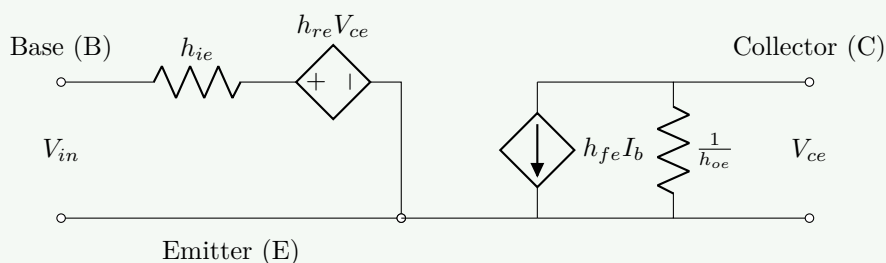 Base (B)
h_{ie}
h_{re}V_{ce}
Collector (C)
+ −
V_{in}
h_{fe}I_b
\frac{1}{h_{oe}}
V_{ce}
Emitter (E)